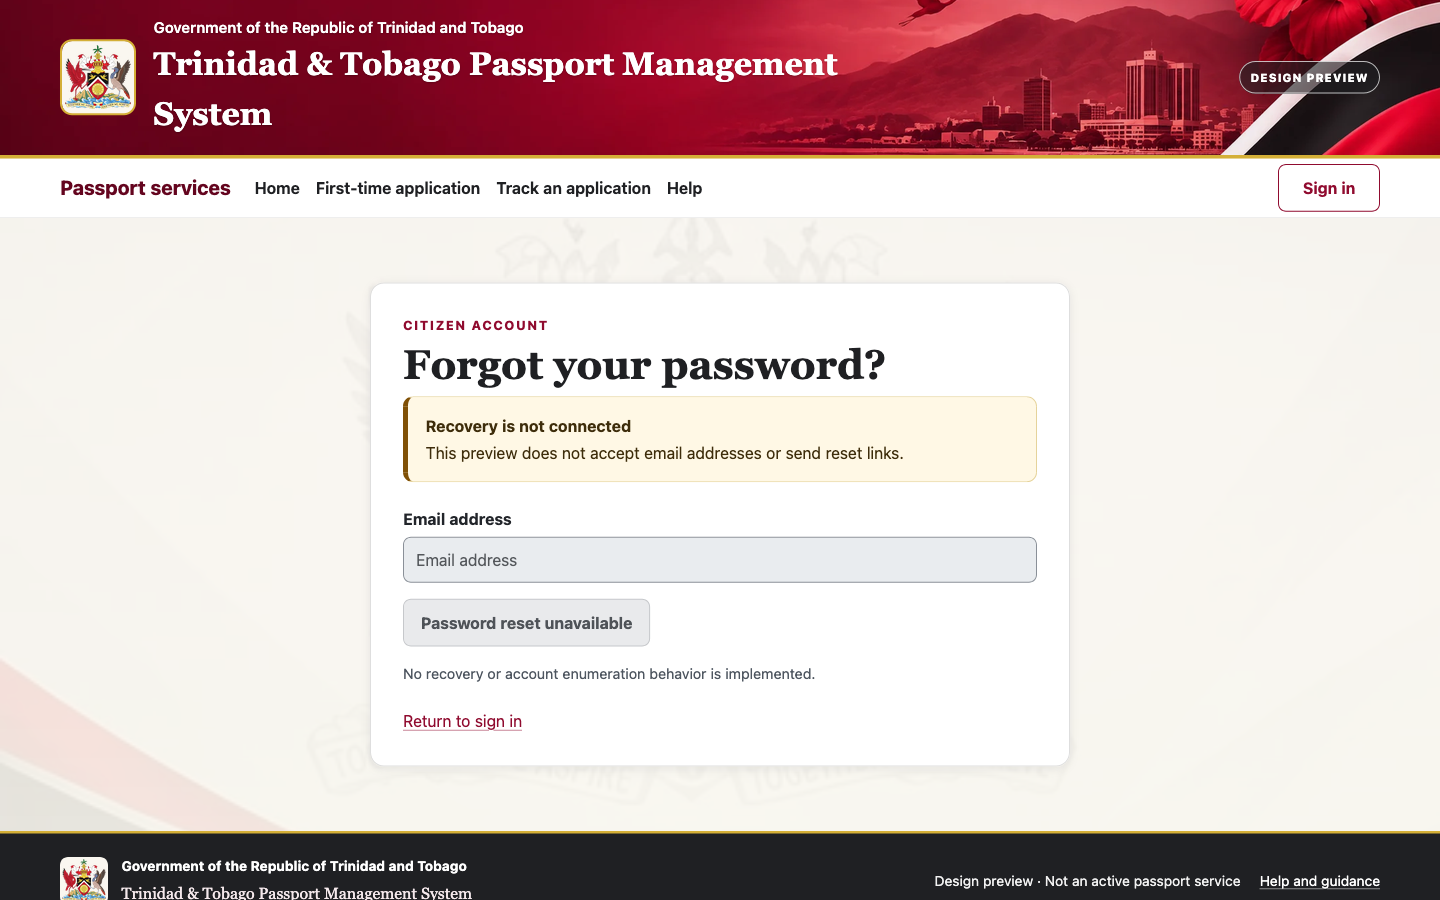 Government of the Republic of Trinidad and Tobago
Trinidad & Tobago Passport Management
System
DESIGN PREVIEW
Passport services
Home
First-time application
Track an application
Help
Sign in
CITIZEN ACCOUNT
Forgot your password?
Recovery is not connected
This preview does not accept email addresses or send reset links.
Email address
Email address
Password reset unavailable
No recovery or account enumeration behavior is implemented.
Return to sign in
Government of the Republic of Trinidad and Tobago
Trinidad & Tobago Passport Management System
Design preview · Not an active passport service
Help and guidance